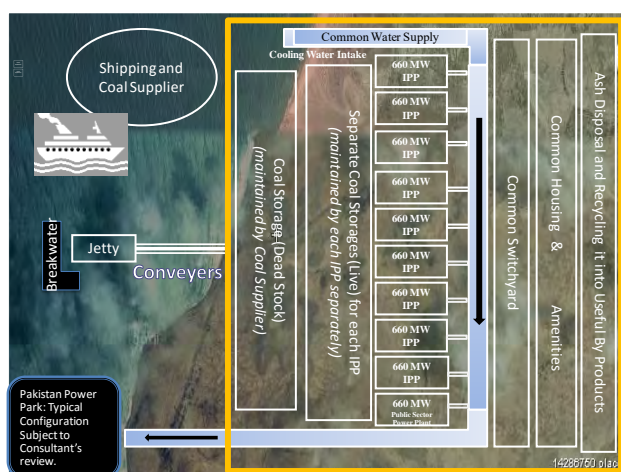 Common Water Supply
Cooling Water Intake
Shipping and
Coal Supplier
Breakwater
Jetty
Conveyers
Coal Storage (Dead Stock)
(maintained by Coal Supplier)
Separate Coal Storages (Live) for each IPP
(maintained by each IPP separately)
660 MW
IPP
660 MW
IPP
660 MW
IPP
660 MW
IPP
660 MW
IPP
660 MW
IPP
660 MW
IPP
660 MW
IPP
660 MW
IPP
660 MW
Public Sector
Power Plant
Common Switchyard
Common Housing & Amenities
Ash Disposal and Recycling it into Useful By Products
Pakistan Power
Park: Typical
Configuration
Subject to
Consultant's
review.
14286750 plac